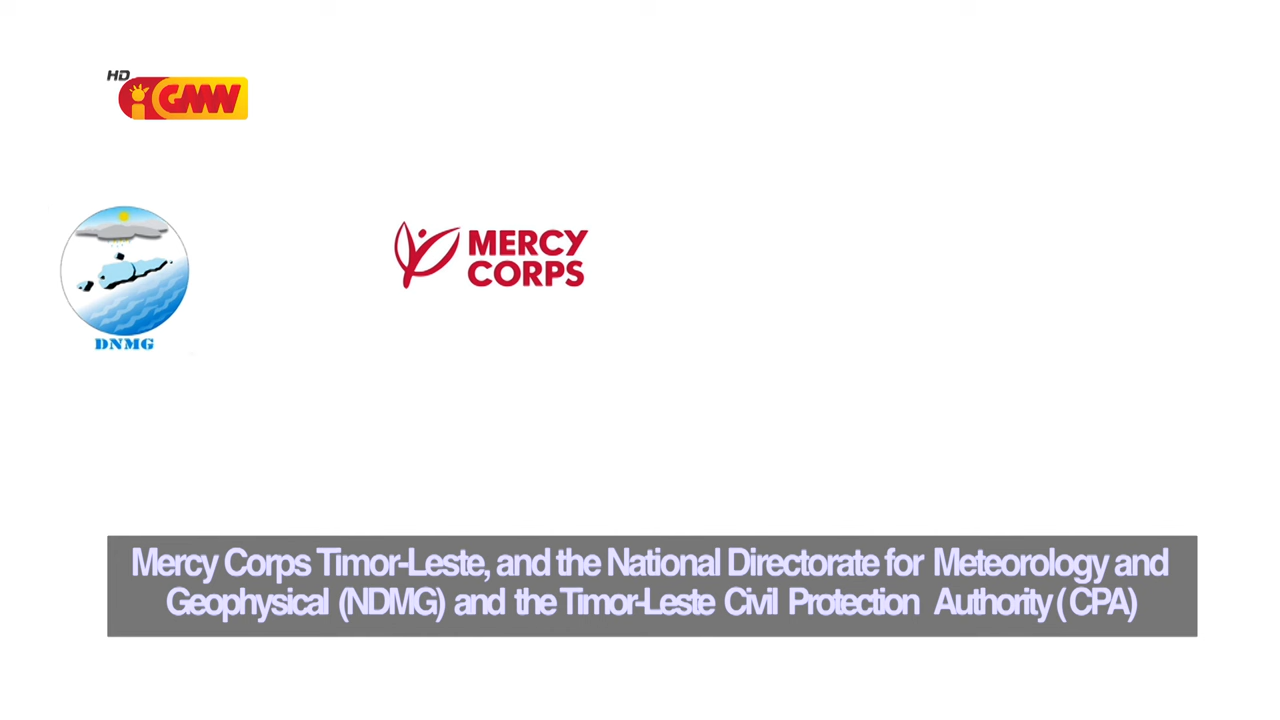 HD
iGMN
DNMG
MERCY
CORPS
Mercy Corps Timor-Leste, and the National Directorate for Meteorology and
Geophysical (NDMG) and the Timor-Leste Civil Protection Authority ( CPA)